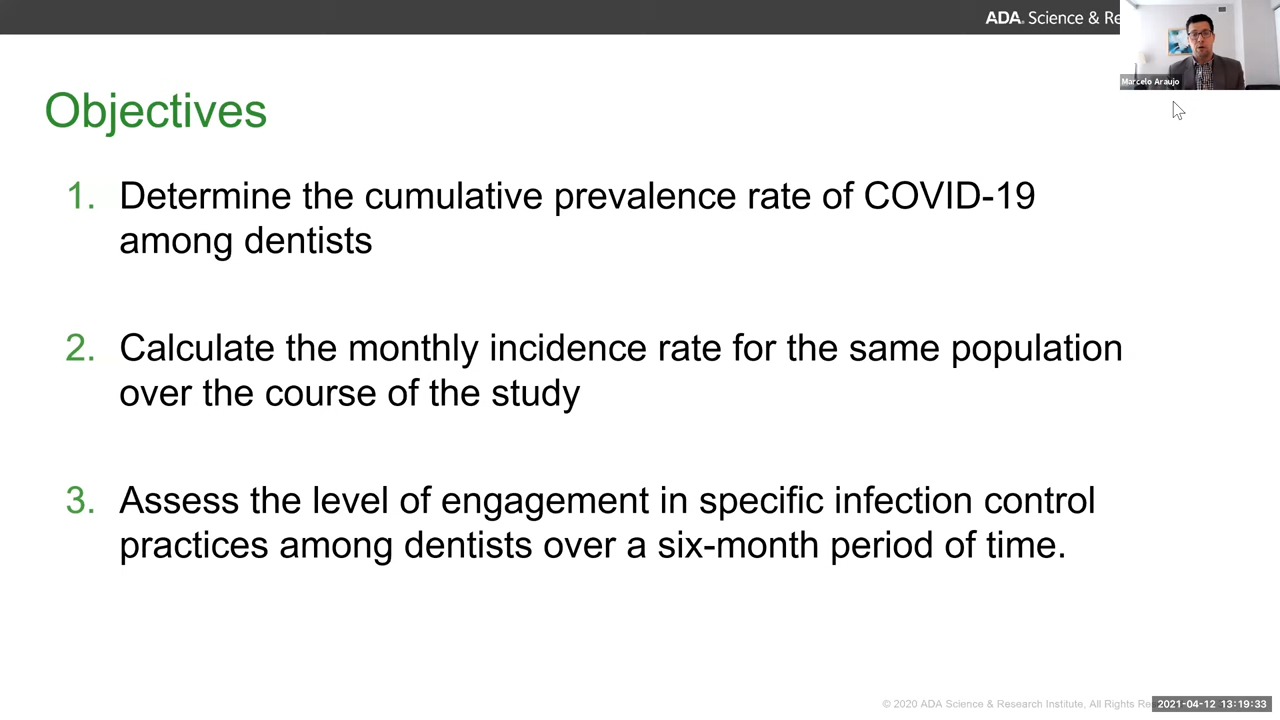 ADA. Science & Re
Marcelo Araujo
Objectives
1. Determine the cumulative prevalence rate of COVID-19
among dentists
2. Calculate the monthly incidence rate for the same population
over the course of the study
3. Assess the level of engagement in specific infection control
practices among dentists over a six-month period of time.
© 2020 ADA Science & Research Institute, All Rights Re
2021-04-12 13:19:33